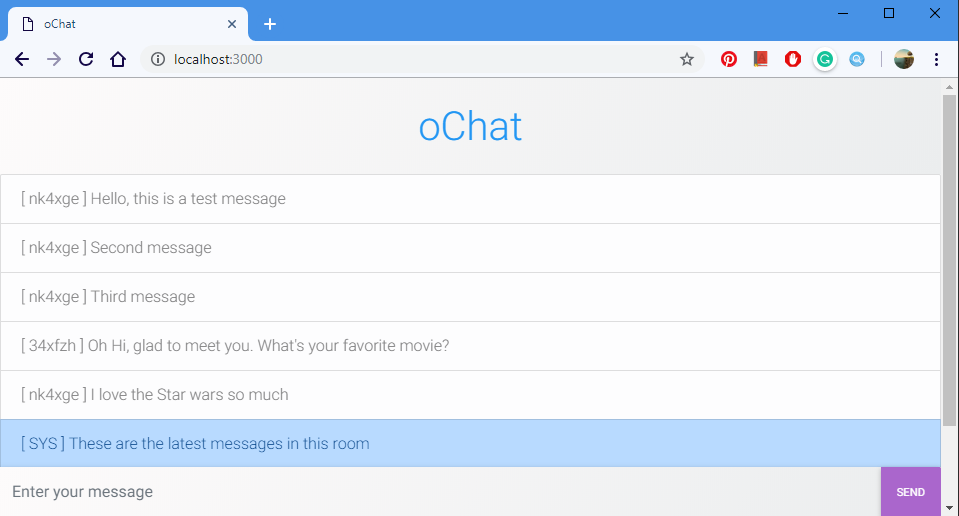 oChat
localhost:3000
oChat
[ nk4xge ] Hello, this is a test message
[ nk4xge ] Second message
[ nk4xge ] Third message
[ 34xfzh ] Oh Hi, glad to meet you. What's your favorite movie?
[ nk4xge ] I love the Star wars so much
[ SYS ] These are the latest messages in this room
Enter your message
SEND